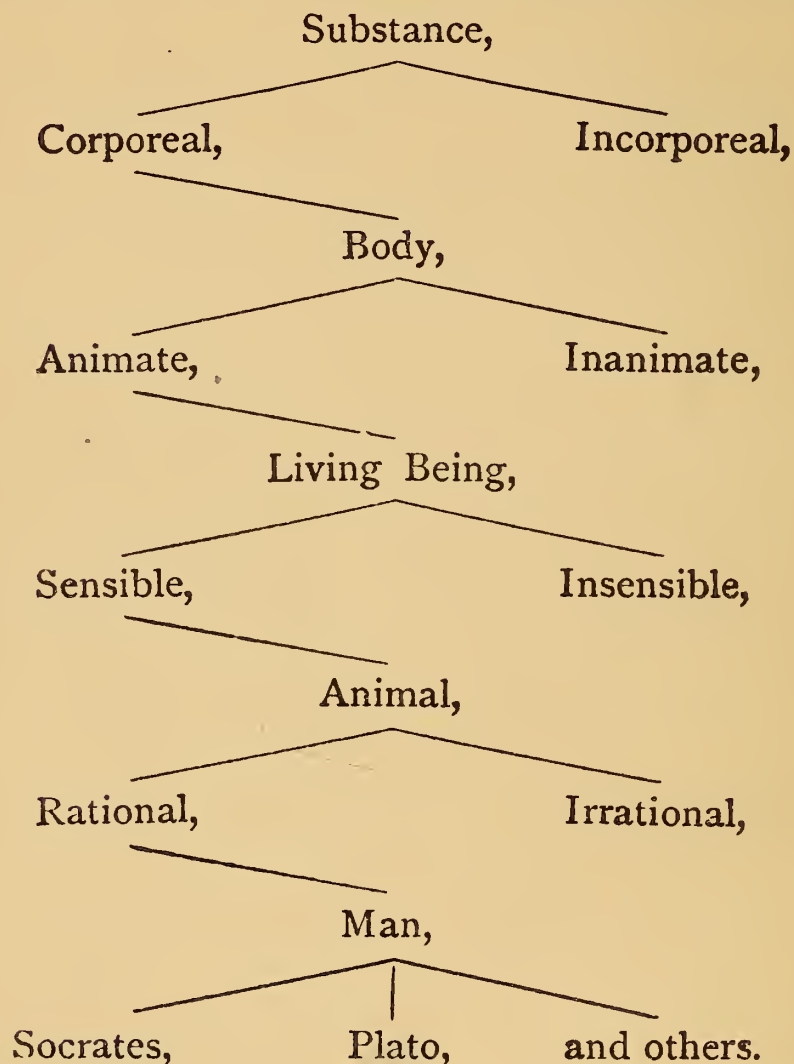 Substance,
Corporeal, Incorporeal,
Body,
Animate, Inanimate,
Living Being,
Sensible, Insensible,
Animal,
Rational, Irrational,
Man,
Socrates, Plato, and others.